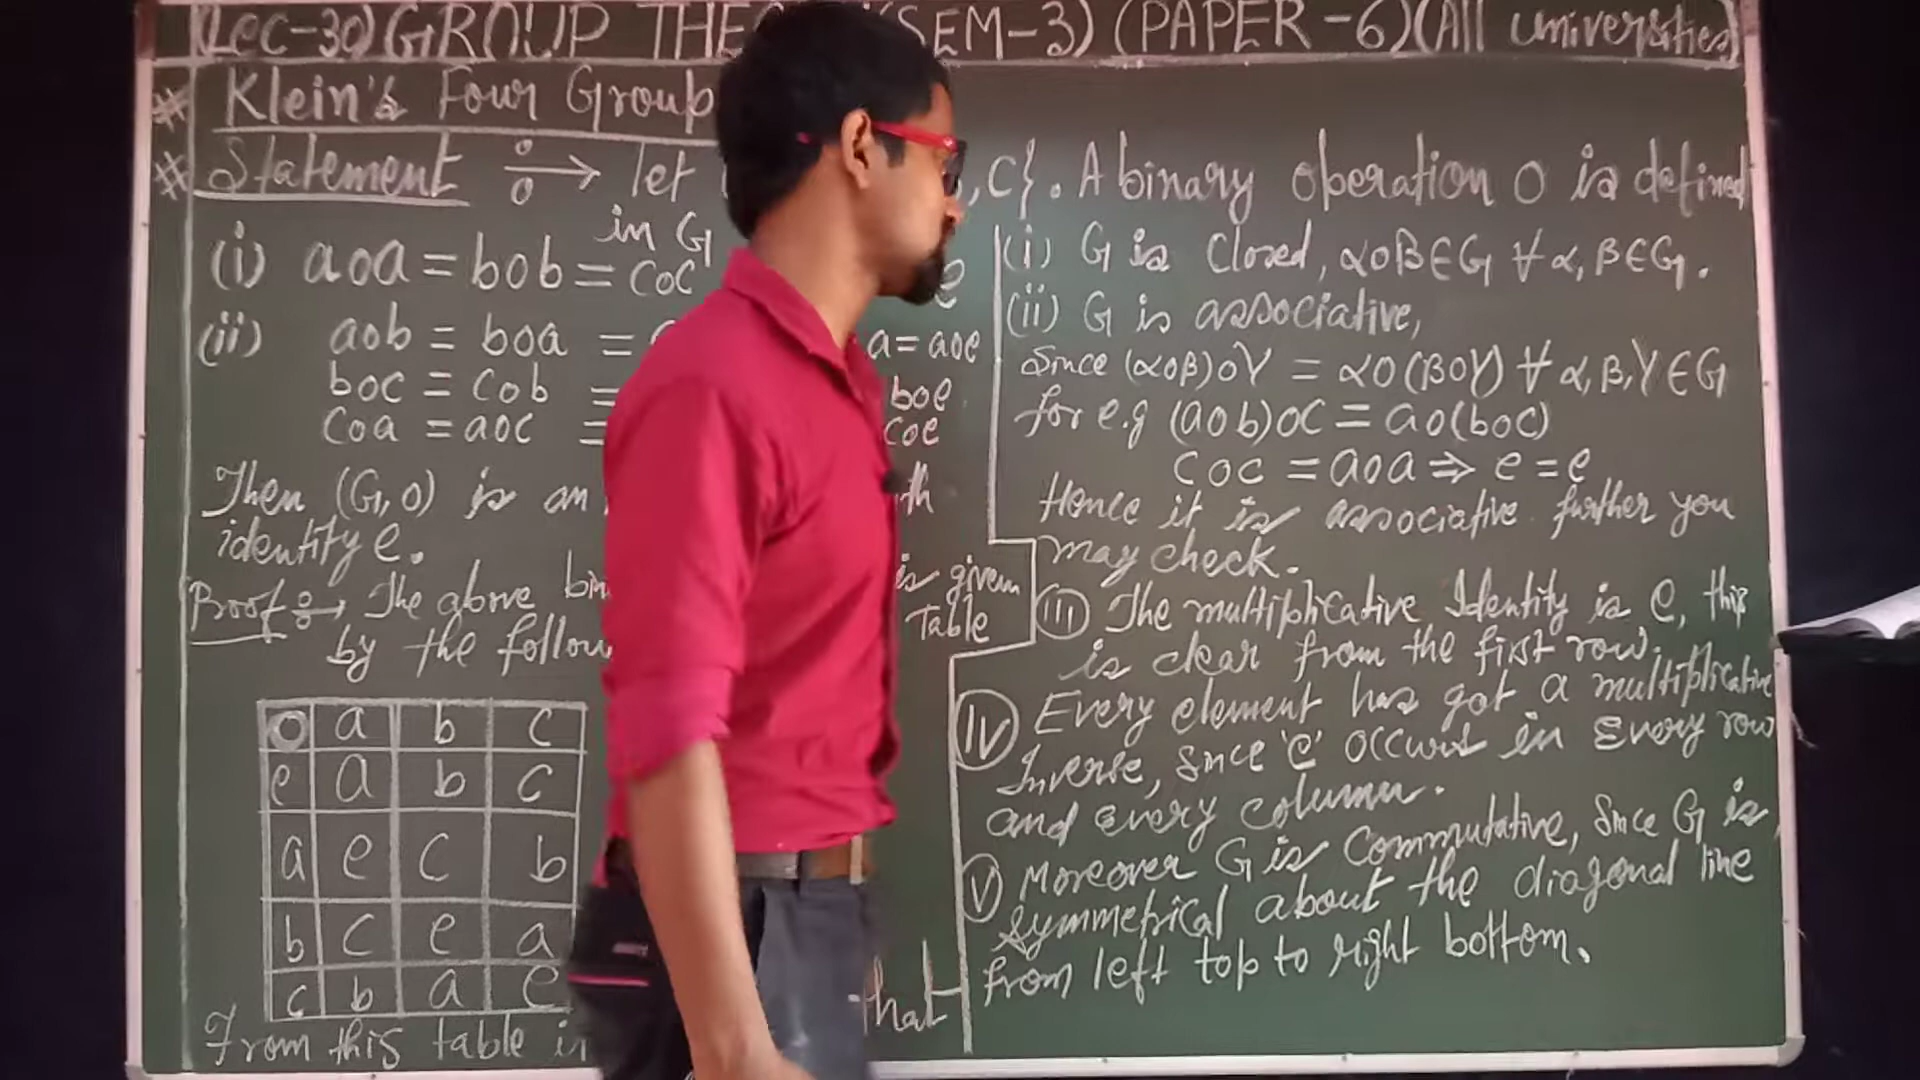 (Lec-30) GROUP THE (SEM-3) (PAPER-6) (All universities)
* Klein's Four Group
* Statement :→ let , c}. A binary operation o is defined
in G
(i) aoa = bob = coc e
(ii) aob = boa = a = aoe
boc = cob = boe
coa = aoc = coe
Then (G, o) is an
identity e.
Proof :→ The above is given
by the Table
o a b c
e a b c
a e c b
b c e a
c b a e
From this table that
(i) G is Closed, αoβ∈G ∀ α, β∈G.
(ii) G is associative,
Since (αoβ)oγ = αo(βoγ) ∀ α, β, γ ∈ G
for e.g (aob)oc = ao(boc)
coc = aoa ⇒ e = e
Hence it is associative further you
may check.
(iii) The multiplicative Identity is e, this
is clear from the first row.
(iv) Every element has got a multiplicative
Inverse, since 'e' occurs in Every row
and every column.
(v) Moreover G is Commutative, Since G is
symmetrical about the diagonal line
from left top to right bottom.